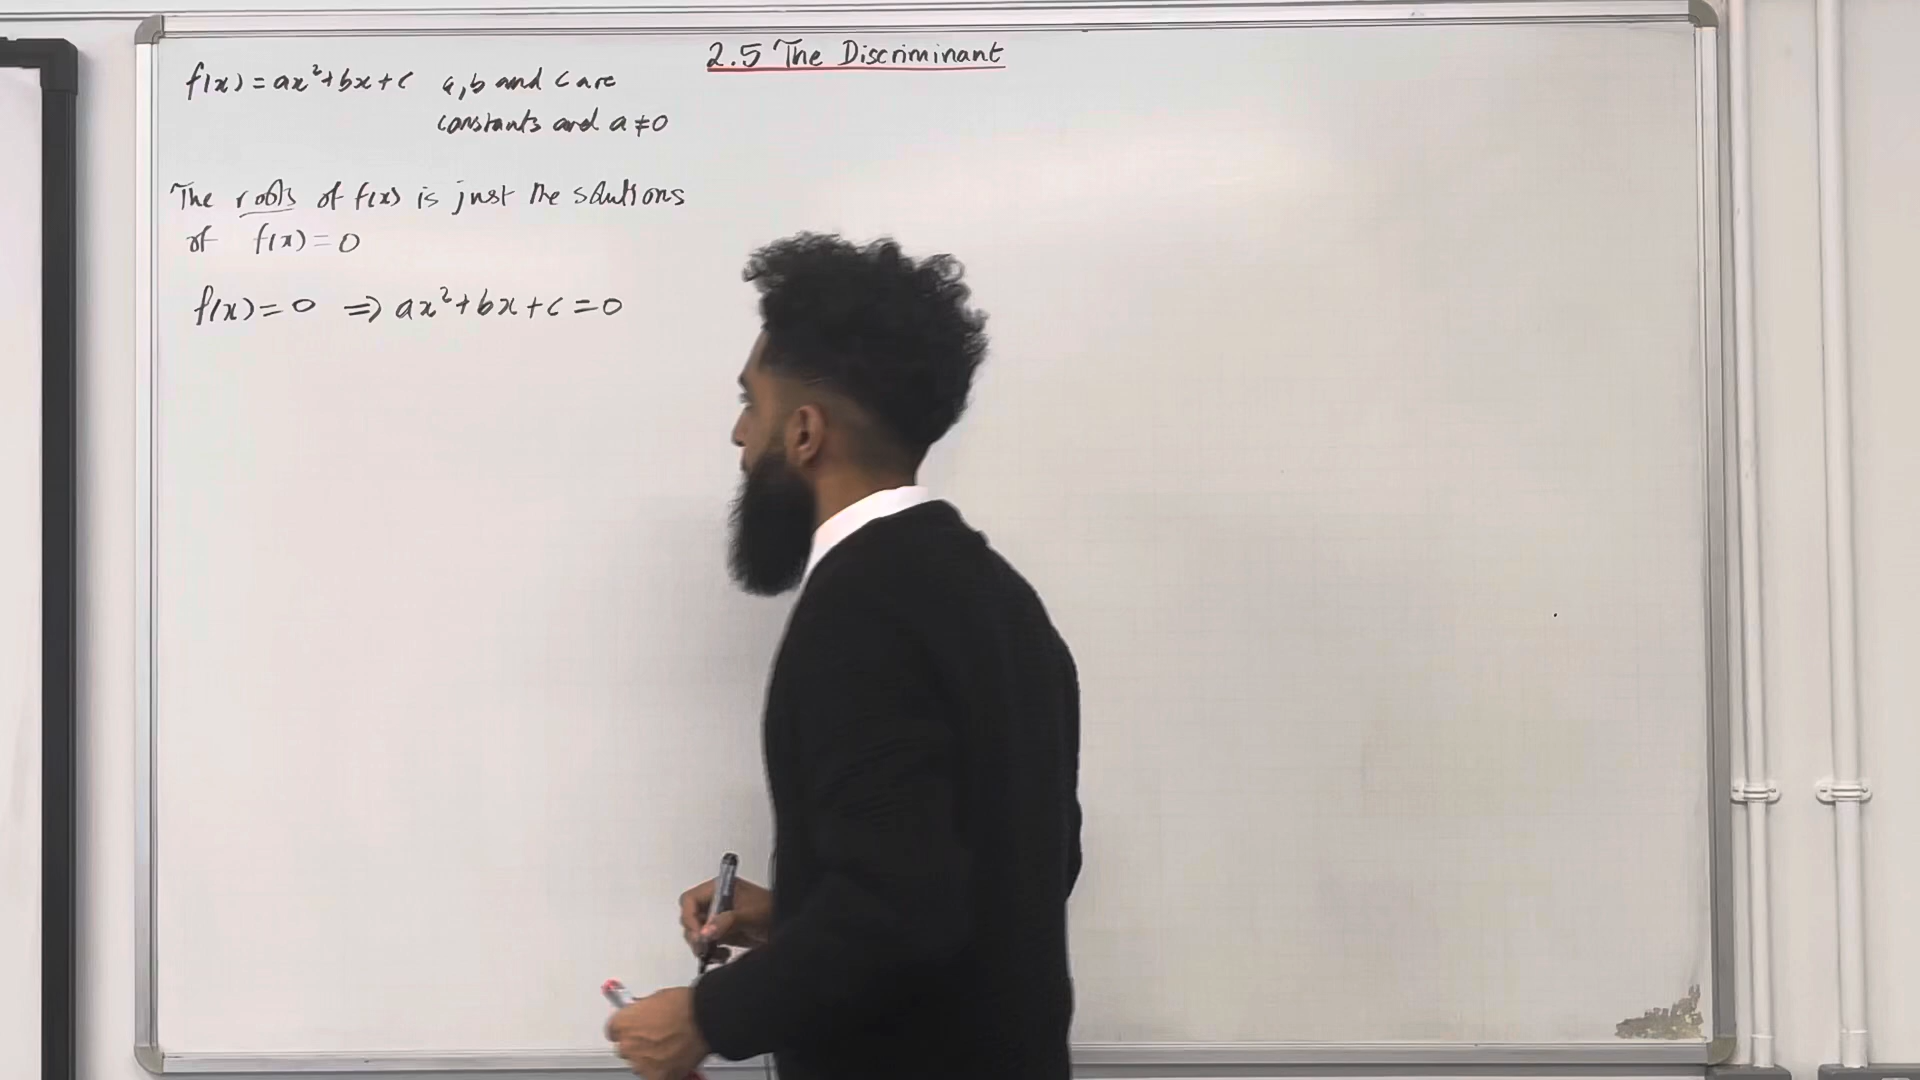 2.5 The Discriminant
f(x) = ax² + bx + c a, b and c are
constants and a ≠ 0
The roots of f(x) is just the solutions
of f(x) = 0
f(x) = 0 ⇒ ax² + bx + c = 0